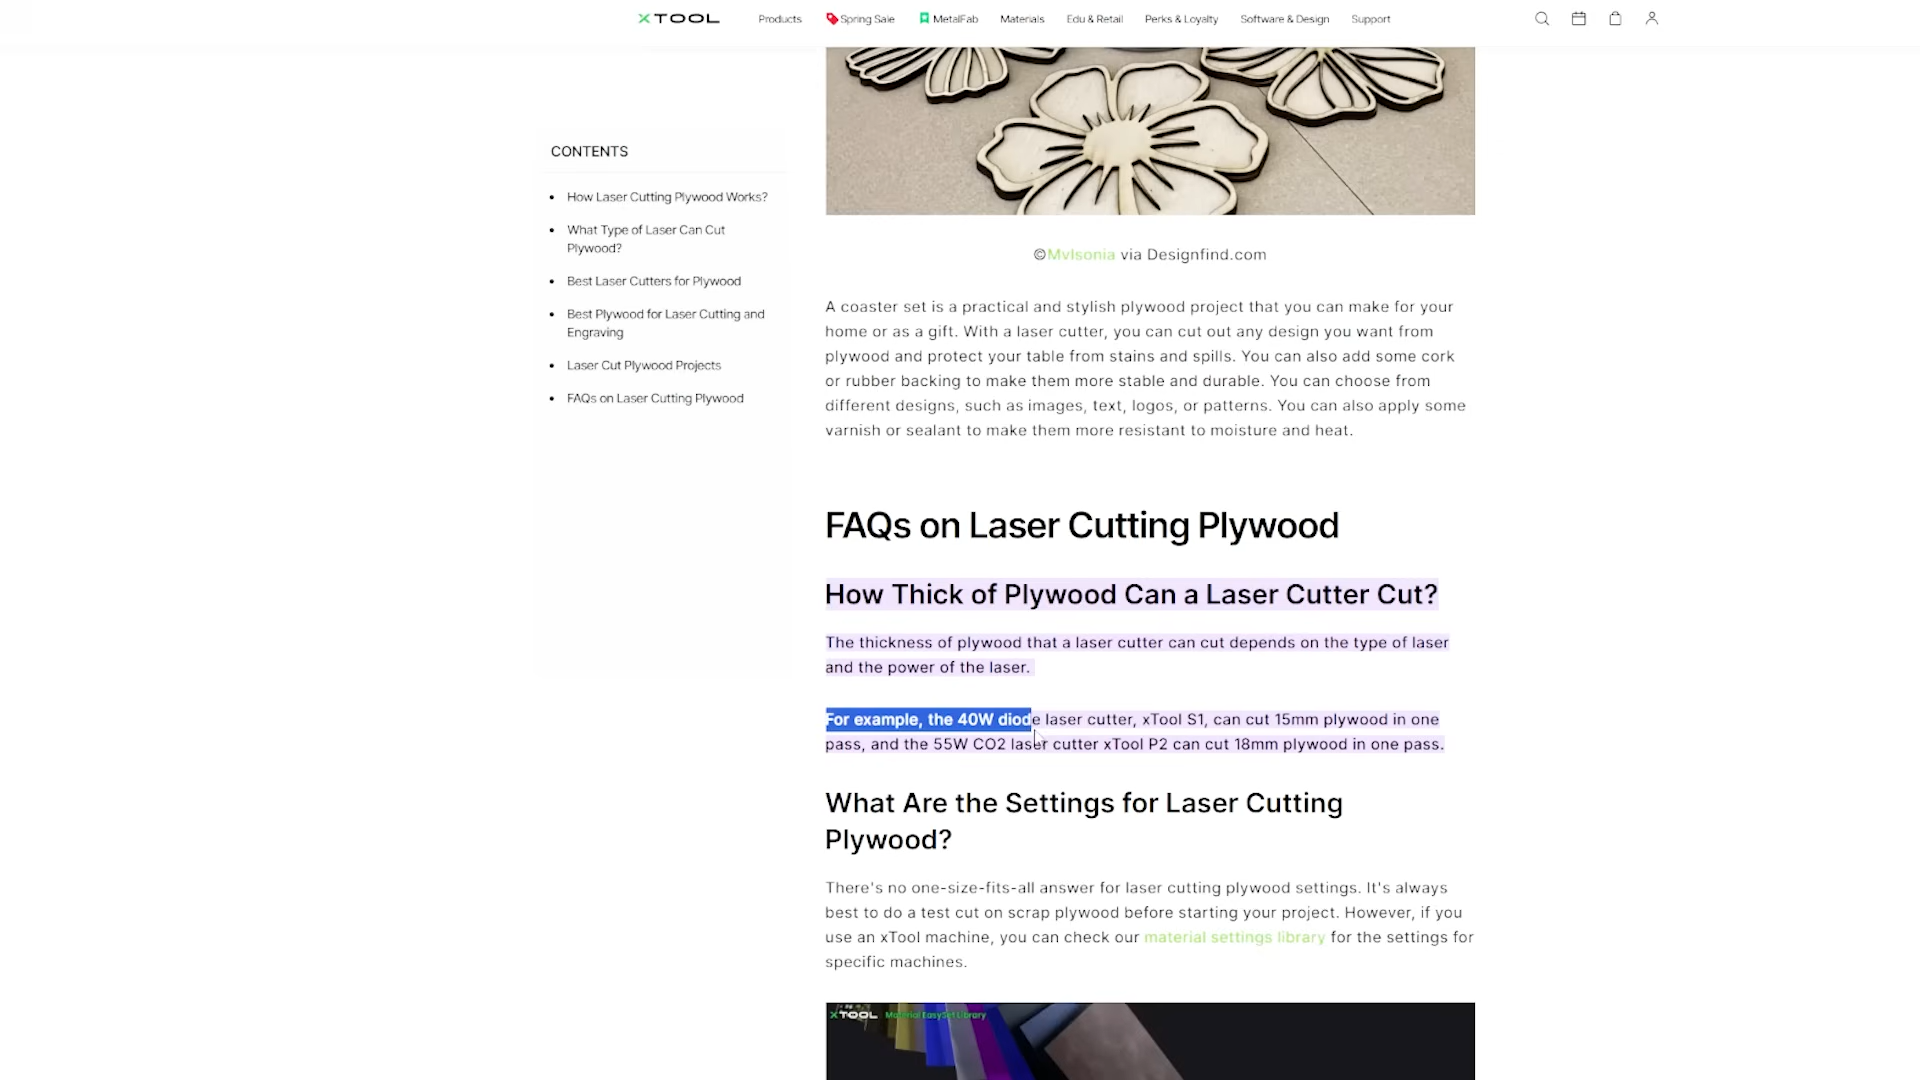 XTOOL
Products
Spring Sale
MetalFab
Materials
Edu & Retail
Perks & Loyalty
Software & Design
Support
CONTENTS
How Laser Cutting Plywood Works?
What Type of Laser Can Cut
Plywood?
Best Laser Cutters for Plywood
Best Plywood for Laser Cutting and
Engraving
Laser Cut Plywood Projects
FAQs on Laser Cutting Plywood
©Mvlsonia via Designfind.com
A coaster set is a practical and stylish plywood project that you can make for your
home or as a gift. With a laser cutter, you can cut out any design you want from
plywood and protect your table from stains and spills. You can also add some cork
or rubber backing to make them more stable and durable. You can choose from
different designs, such as images, text, logos, or patterns. You can also apply some
varnish or sealant to make them more resistant to moisture and heat.
FAQs on Laser Cutting Plywood
How Thick of Plywood Can a Laser Cutter Cut?
The thickness of plywood that a laser cutter can cut depends on the type of laser
and the power of the laser.
For example, the 40W diode laser cutter, xTool S1, can cut 15mm plywood in one
pass, and the 55W CO2 laser cutter xTool P2 can cut 18mm plywood in one pass.
What Are the Settings for Laser Cutting
Plywood?
There's no one-size-fits-all answer for laser cutting plywood settings. It's always
best to do a test cut on scrap plywood before starting your project. However, if you
use an xTool machine, you can check our material settings library for the settings for
specific machines.
XTOOL Material EasySet Library